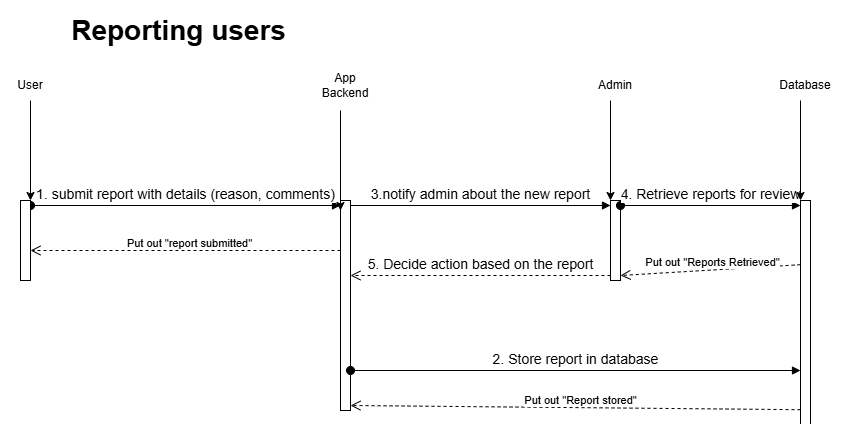 Reporting users
User
App
Backend
Admin
Database
1. submit report with details (reason, comments)
3.notify admin about the new report
4. Retrieve reports for review
Put out "report submitted"
5. Decide action based on the report
Put out "Reports Retrieved"
2. Store report in database
Put out "Report stored"